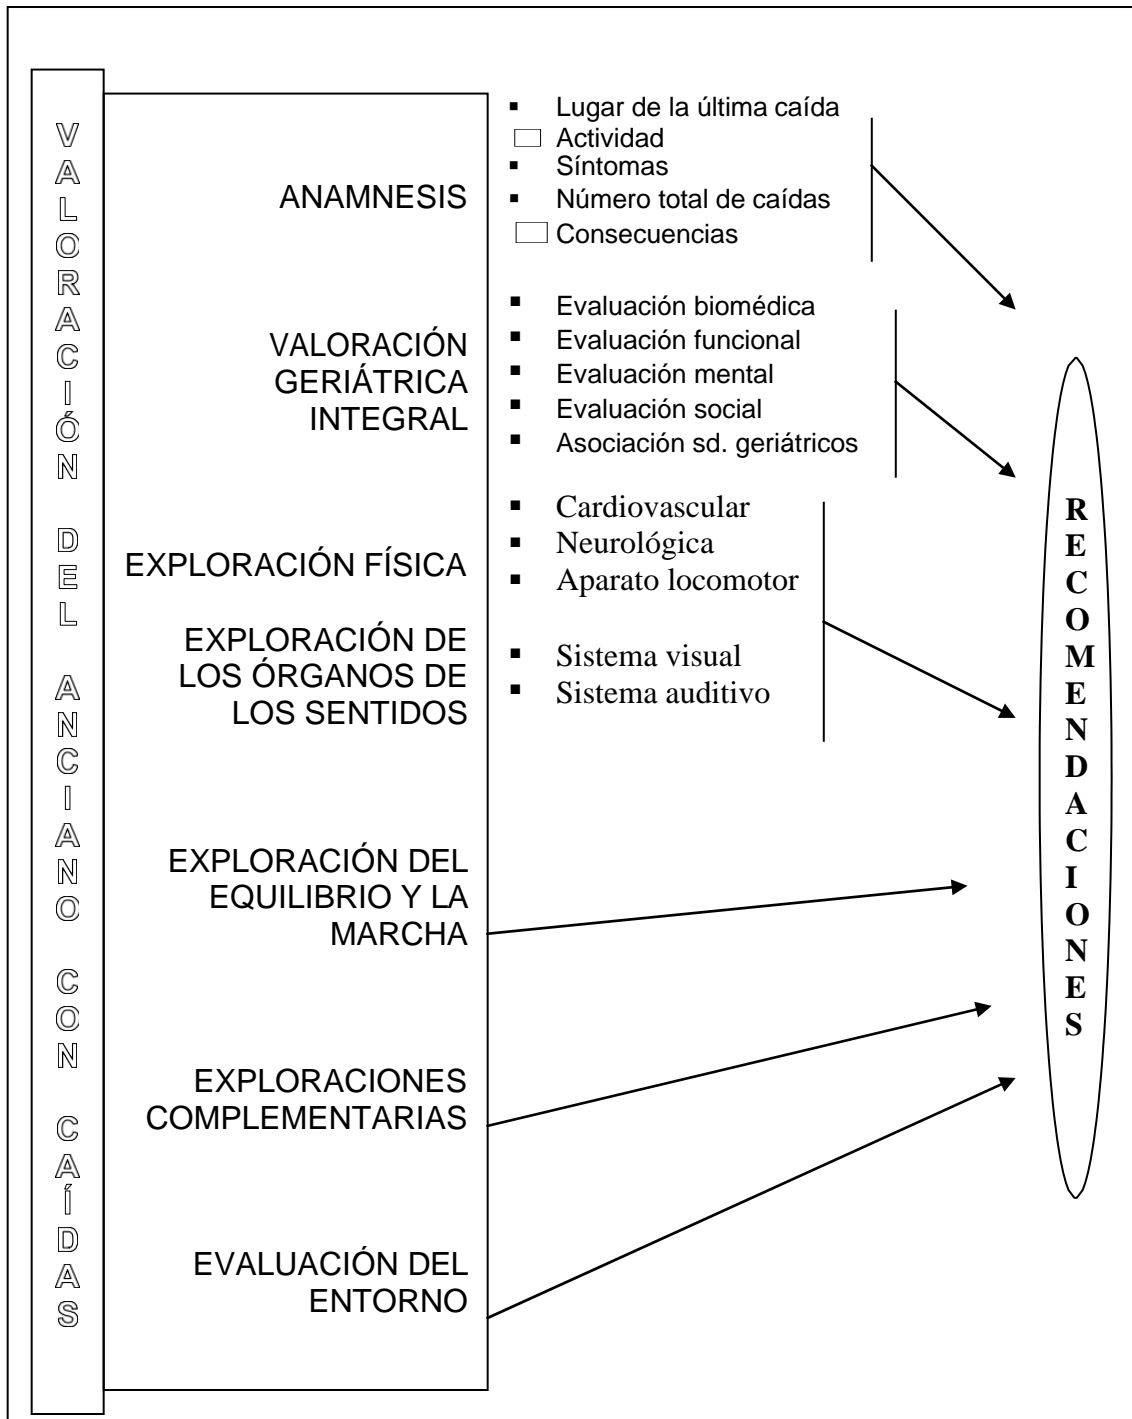 VALORACIÓN DEL ANCIANO CON CAÍDAS
ANAMNESIS
Lugar de la última caída
Actividad
Síntomas
Número total de caídas
Consecuencias
VALORACIÓN
GERIÁTRICA
INTEGRAL
Evaluación biomédica
Evaluación funcional
Evaluación mental
Evaluación social
Asociación sd. geriátricos
EXPLORACIÓN FÍSICA
Cardiovascular
Neurológica
Aparato locomotor
EXPLORACIÓN DE
LOS ÓRGANOS DE
LOS SENTIDOS
Sistema visual
Sistema auditivo
EXPLORACIÓN DEL
EQUILIBRIO Y LA
MARCHA
EXPLORACIONES
COMPLEMENTARIAS
EVALUACIÓN DEL
ENTORNO
RECOMENDACIONES